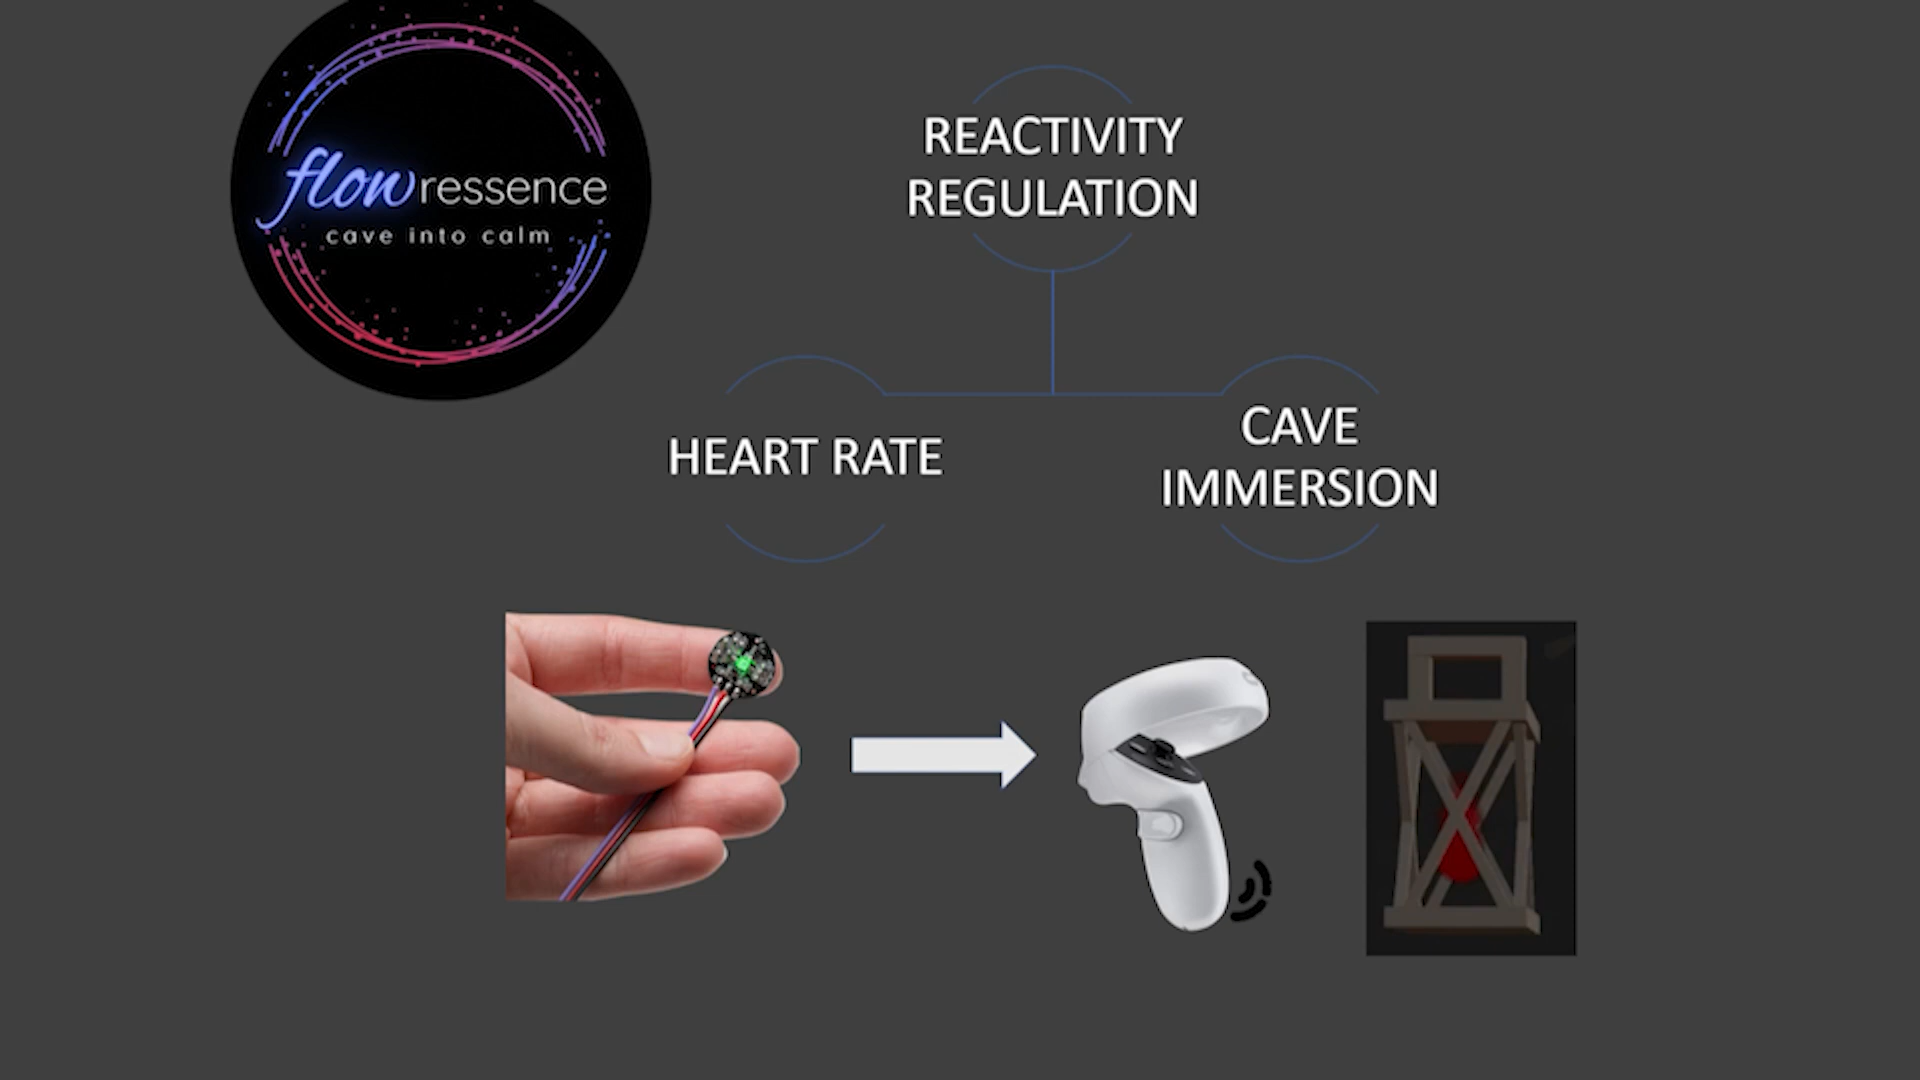 flowressence
cave into calm
REACTIVITY
REGULATION
HEART RATE
CAVE
IMMERSION